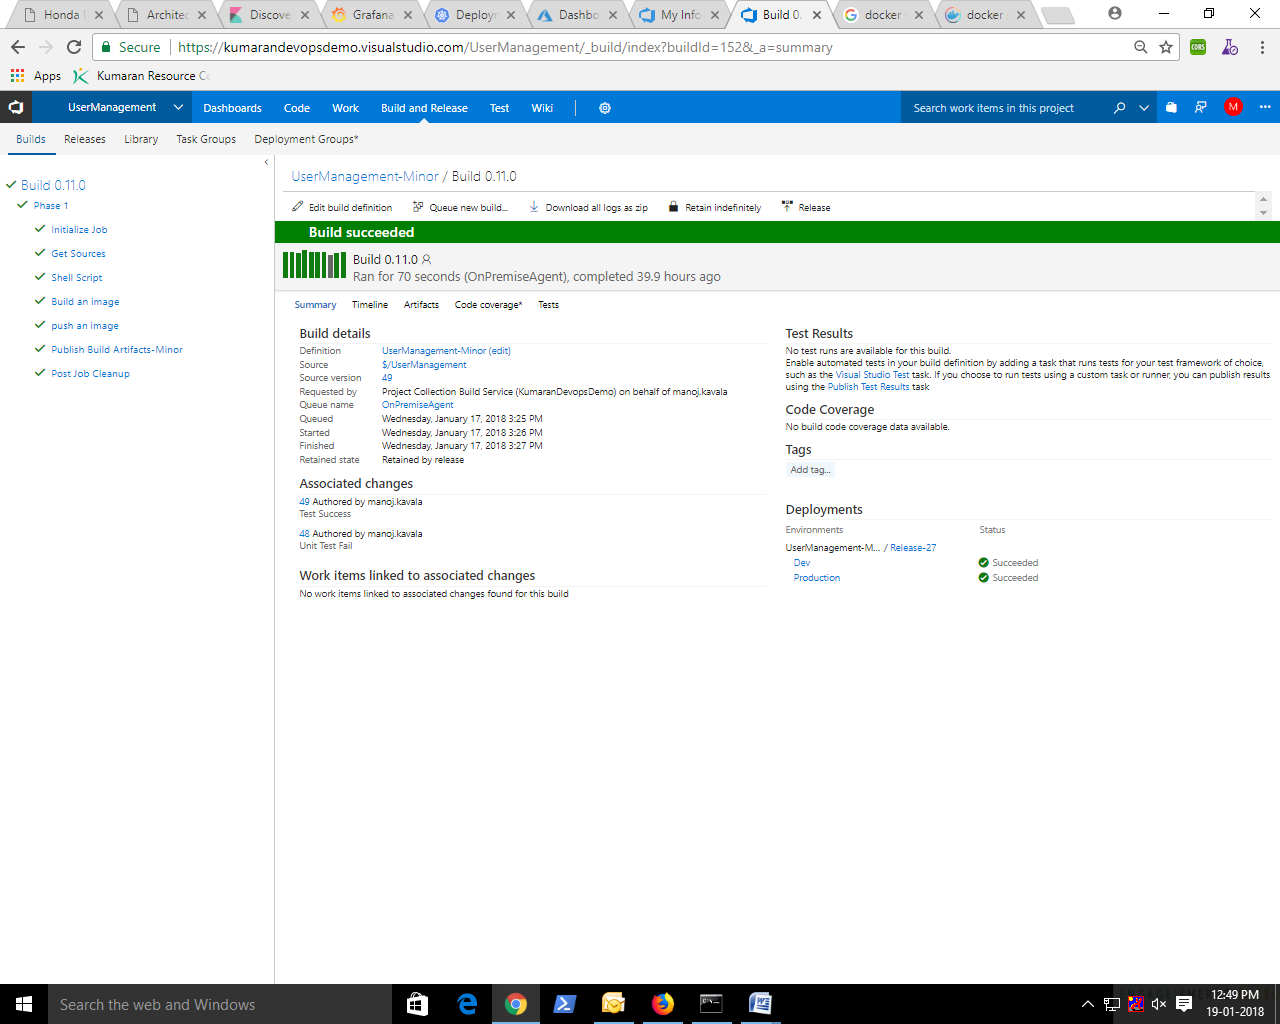 Honda
Architec
Discove
Grafana
Deployn
Dashbo
My Info
Build 0.
docker
docker
Secure
https://kumarandevopsdemo.visualstudio.com/UserManagement/_build/index?buildId=152&_a=summary
CORS
Apps
Kumaran Resource Ce
UserManagement
Dashboards
Code
Work
Build and Release
Test
Wiki
Search work items in this project
M
Builds
Releases
Library
Task Groups
Deployment Groups*
Build 0.11.0
Phase 1
Initialize Job
Get Sources
Shell Script
Build an image
push an image
Publish Build Artifacts-Minor
Post Job Cleanup
UserManagement-Minor / Build 0.11.0
Edit build definition
Queue new build...
Download all logs as zip
Retain indefinitely
Release
Build succeeded
Build 0.11.0
Ran for 70 seconds (OnPremiseAgent), completed 39.9 hours ago
Summary
Timeline
Artifacts
Code coverage*
Tests
Build details
Definition UserManagement-Minor (edit)
Source $/UserManagement
Source version 49
Requested by Project Collection Build Service (KumaranDevopsDemo) on behalf of manoj.kavala
Queue name OnPremiseAgent
Queued Wednesday, January 17, 2018 3:25 PM
Started Wednesday, January 17, 2018 3:26 PM
Finished Wednesday, January 17, 2018 3:27 PM
Retained state Retained by release
Associated changes
49 Authored by manoj.kavala
Test Success
48 Authored by manoj.kavala
Unit Test Fail
Work items linked to associated changes
No work items linked to associated changes found for this build
Test Results
No test runs are available for this build.
Enable automated tests in your build definition by adding a task that runs tests for your test framework of choice,
such as the Visual Studio Test task. If you choose to run tests using a custom task or runner, you can publish results
using the Publish Test Results task
Code Coverage
No build code coverage data available.
Tags
Add tag...
Deployments
Environments Status
UserManagement-M... / Release-27
Dev Succeeded
Production Succeeded
Search the web and Windows
12:49 PM
19-01-2018